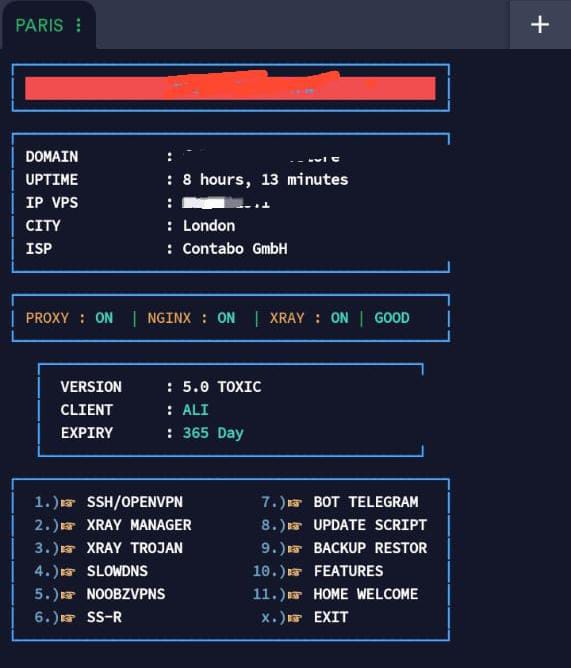 PARIS
DOMAIN :
UPTIME : 8 hours, 13 minutes
IP VPS :
CITY : London
ISP : Contabo GmbH
PROXY : ON | NGINX : ON | XRAY : ON | GOOD
VERSION : 5.0 TOXIC
CLIENT : ALI
EXPIRY : 365 Day
1.)☞ SSH/OPENVPN 7.)☞ BOT TELEGRAM
2.)☞ XRAY MANAGER 8.)☞ UPDATE SCRIPT
3.)☞ XRAY TROJAN 9.)☞ BACKUP RESTOR
4.)☞ SLOWDNS 10.)☞ FEATURES
5.)☞ NOOBZVPNS 11.)☞ HOME WELCOME
6.)☞ SS-R x.)☞ EXIT